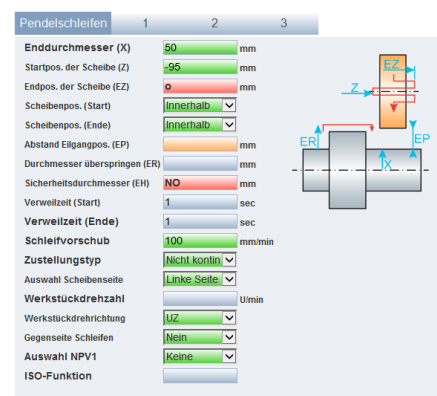 Pendelschleifen 1 2 3
Enddurchmesser (X) 50 mm
Startpos. der Scheibe (Z) -95 mm
Endpos. der Scheibe (EZ) 0 mm
Scheibenpos. (Start) Innerhalb
Scheibenpos. (Ende) Innerhalb
Abstand Eilgangpos. (EP) mm
Durchmesser überspringen (ER) mm
Sicherheitsdurchmesser (EH) NO mm
Verweilzeit (Start) 1 sec
Verweilzeit (Ende) 1 sec
Schleifvorschub 100 mm/min
Zustellungstyp Nicht kontin
Auswahl Scheibenseite Linke Seite
Werkstückdrehzahl U/min
Werkstückdrehrichtung UZ
Gegenseite Schleifen Nein
Auswahl NPV1 Keine
ISO-Funktion
EZ
Z
ER
EP
X